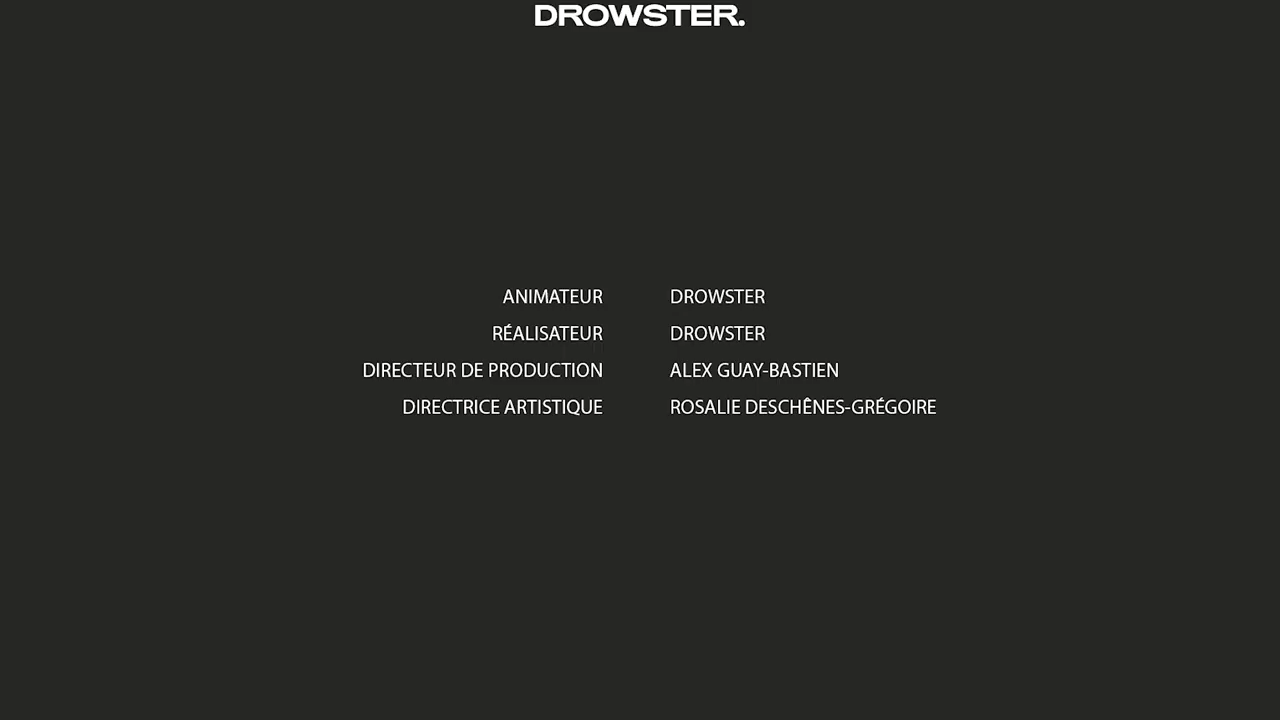 DROWSTER.
ANIMATEUR DROWSTER
RÉALISATEUR DROWSTER
DIRECTEUR DE PRODUCTION ALEX GUAY-BASTIEN
DIRECTRICE ARTISTIQUE ROSALIE DESCHÊNES-GRÉGOIRE